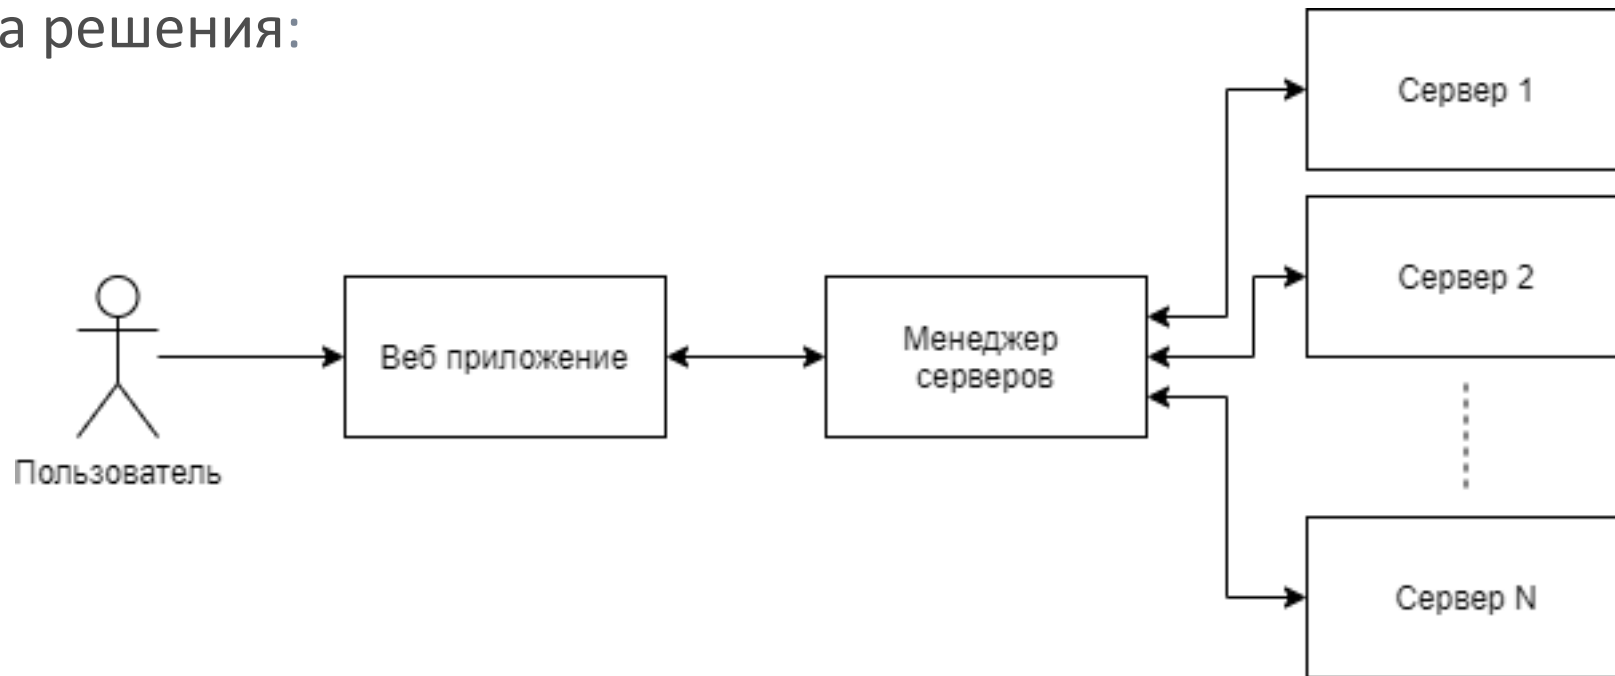 а решения:
Сервер 1
Сервер 2
Веб приложение
Менеджер
серверов
Пользователь
Сервер N